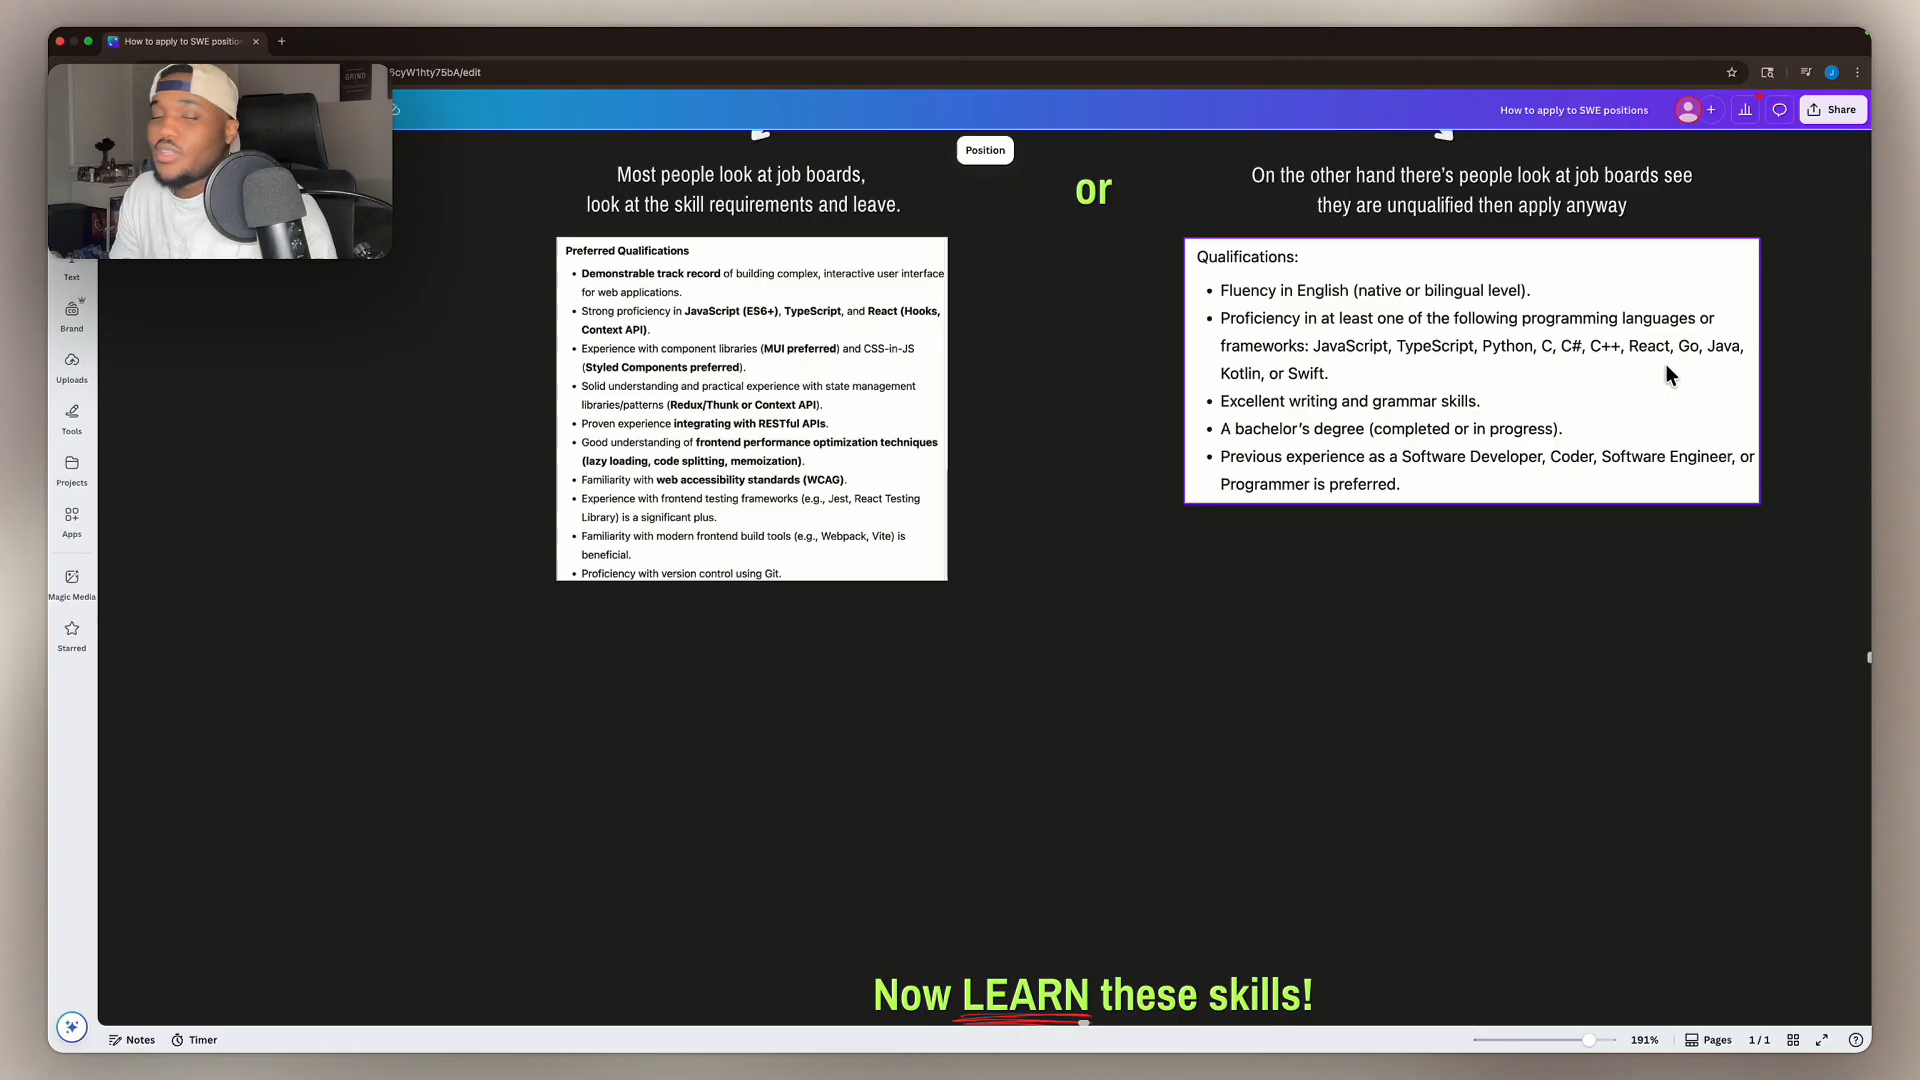 How to apply to SWE position
5cyW1hty75bA/edit
GRIND
J
How to apply to SWE positions
Share
Position
Most people look at job boards,
look at the skill requirements and leave.
or
On the other hand there's people look at job boards see
they are unqualified then apply anyway
Preferred Qualifications
• Demonstrable track record of building complex, interactive user interface
for web applications.
• Strong proficiency in JavaScript (ES6+), TypeScript, and React (Hooks,
Context API).
• Experience with component libraries (MUI preferred) and CSS-in-JS
(Styled Components preferred).
• Solid understanding and practical experience with state management
libraries/patterns (Redux/Thunk or Context API).
• Proven experience integrating with RESTful APIs.
• Good understanding of frontend performance optimization techniques
(lazy loading, code splitting, memoization).
• Familiarity with web accessibility standards (WCAG).
• Experience with frontend testing frameworks (e.g., Jest, React Testing
Library) is a significant plus.
• Familiarity with modern frontend build tools (e.g., Webpack, Vite) is
beneficial.
• Proficiency with version control using Git.
Qualifications:
• Fluency in English (native or bilingual level).
• Proficiency in at least one of the following programming languages or
frameworks: JavaScript, TypeScript, Python, C, C#, C++, React, Go, Java,
Kotlin, or Swift.
• Excellent writing and grammar skills.
• A bachelor's degree (completed or in progress).
• Previous experience as a Software Developer, Coder, Software Engineer, or
Programmer is preferred.
Text
Brand
Uploads
Tools
Projects
Apps
Magic Media
Starred
Now LEARN these skills!
Notes
Timer
191%
Pages
1 / 1